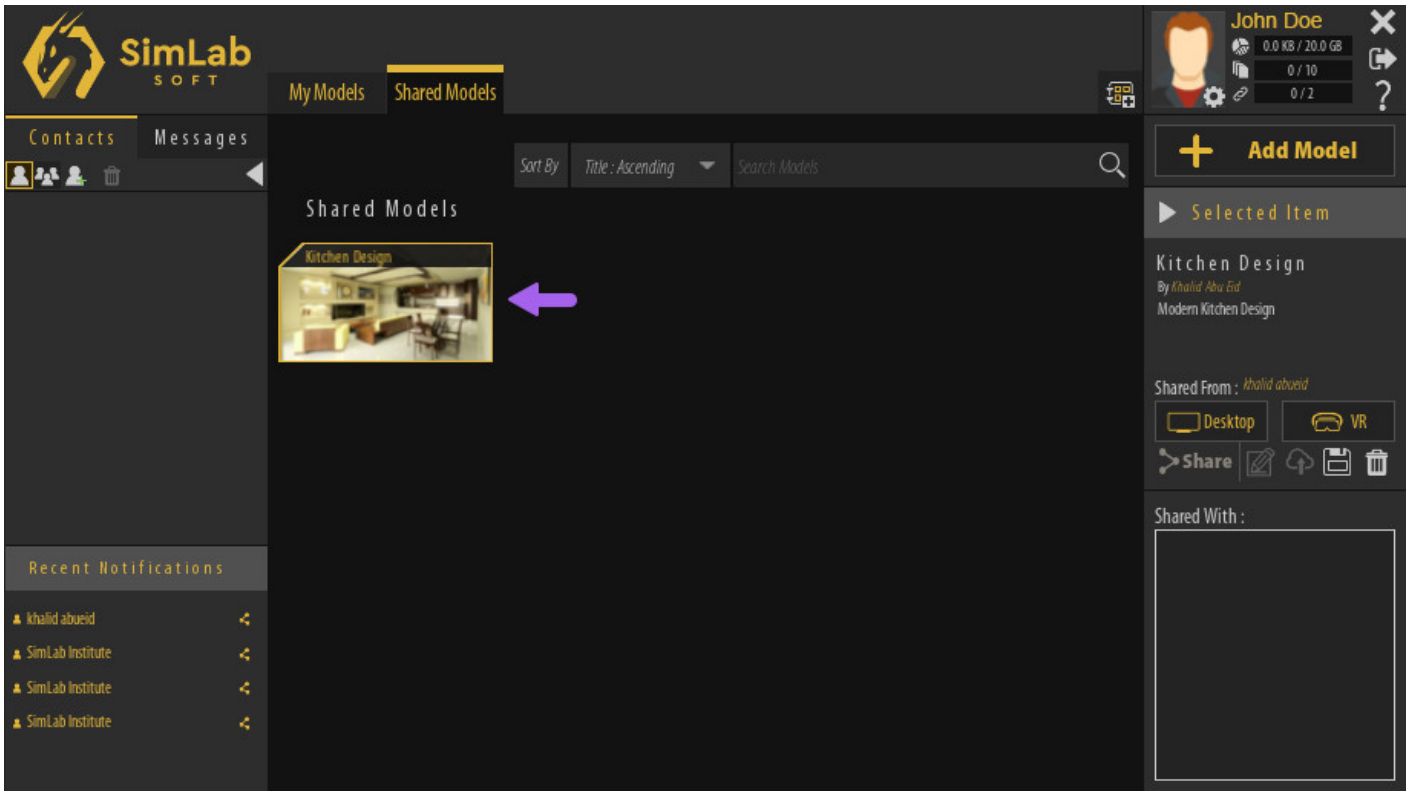 SimLab
SOFT
My Models
Shared Models
John Doe
0.0 KB / 20.0 GB
0 / 10
0 / 2
?
Contacts
Messages
Sort By
Title : Ascending
Search Models
Add Model
Shared Models
Kitchen Design
Selected Item
Kitchen Design
By Khalid Abu Eid
Modern Kitchen Design
Shared From : khalid abueid
Desktop
VR
Share
Shared With :
Recent Notifications
khalid abueid
SimLab Institute
SimLab Institute
SimLab Institute